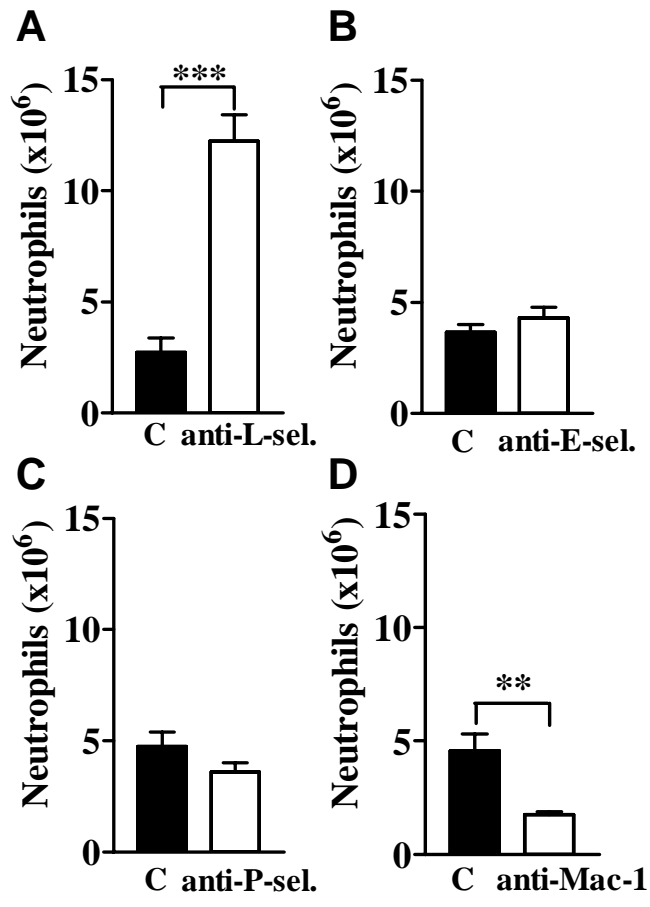 A
Neutrophils (x10⁶)
15
10
5
0
***
C anti-L-sel.
B
Neutrophils (x10⁶)
15
10
5
0
C anti-E-sel.
C
Neutrophils (x10⁶)
15
10
5
0
C anti-P-sel.
D
Neutrophils (x10⁶)
15
10
5
0
**
C anti-Mac-1